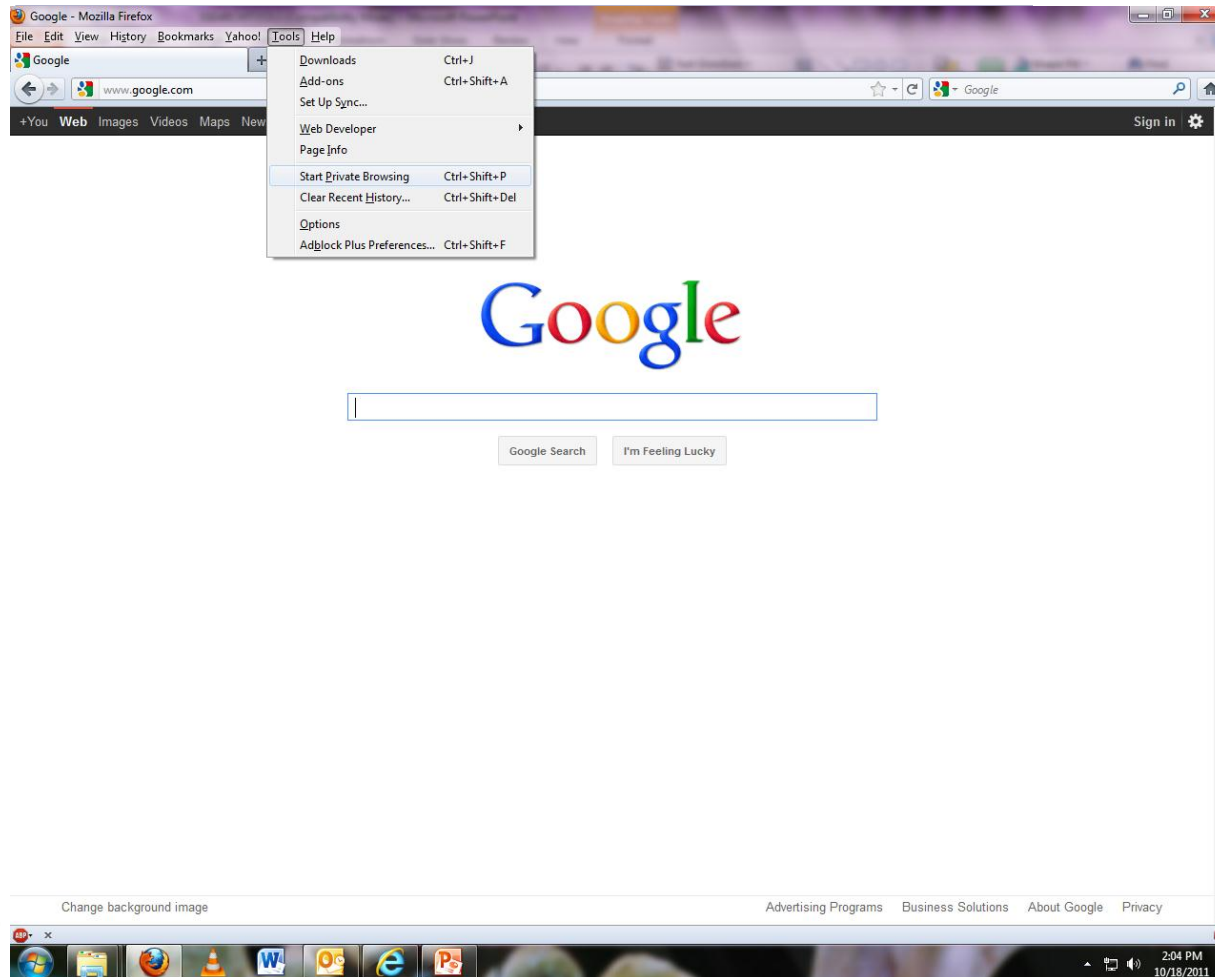 Google - Mozilla Firefox
File Edit View History Bookmarks Yahoo! Tools Help
Google +
www.google.com Google
+You Web Images Videos Maps New Sign in
Downloads Ctrl+J
Add-ons Ctrl+Shift+A
Set Up Sync...
Web Developer
Page Info
Start Private Browsing Ctrl+Shift+P
Clear Recent History... Ctrl+Shift+Del
Options
Adblock Plus Preferences... Ctrl+Shift+F
Google
Google Search I'm Feeling Lucky
Change background image Advertising Programs Business Solutions About Google Privacy
ABP
2:04 PM
10/18/2011